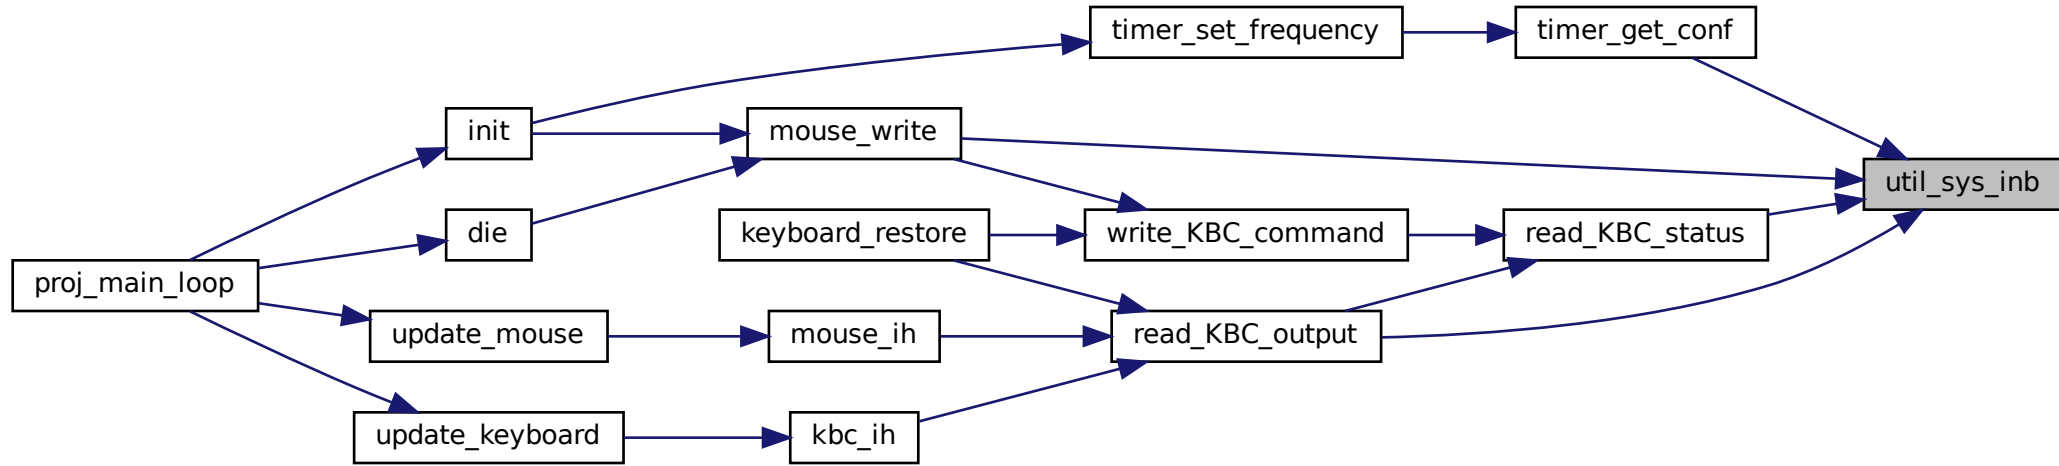 timer_set_frequency
timer_get_conf
init
mouse_write
util_sys_inb
die
keyboard_restore
write_KBC_command
read_KBC_status
proj_main_loop
update_mouse
mouse_ih
read_KBC_output
update_keyboard
kbc_ih